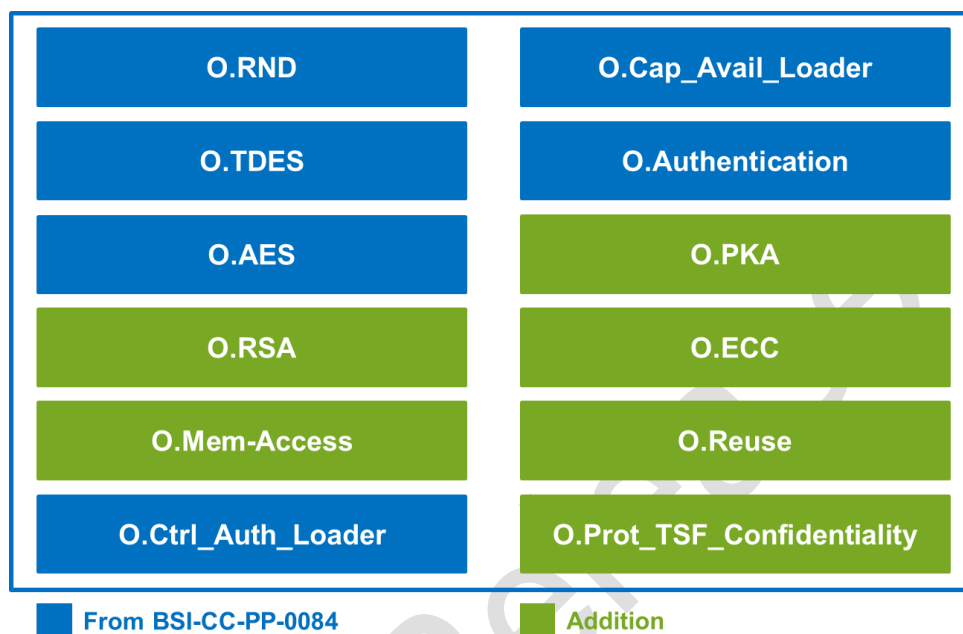 O.RND
O.Cap_Avail_Loader
O.TDES
O.Authentication
O.AES
O.PKA
O.RSA
O.ECC
O.Mem-Access
O.Reuse
O.Ctrl_Auth_Loader
O.Prot_TSF_Confidentiality
From BSI-CC-PP-0084
Addition